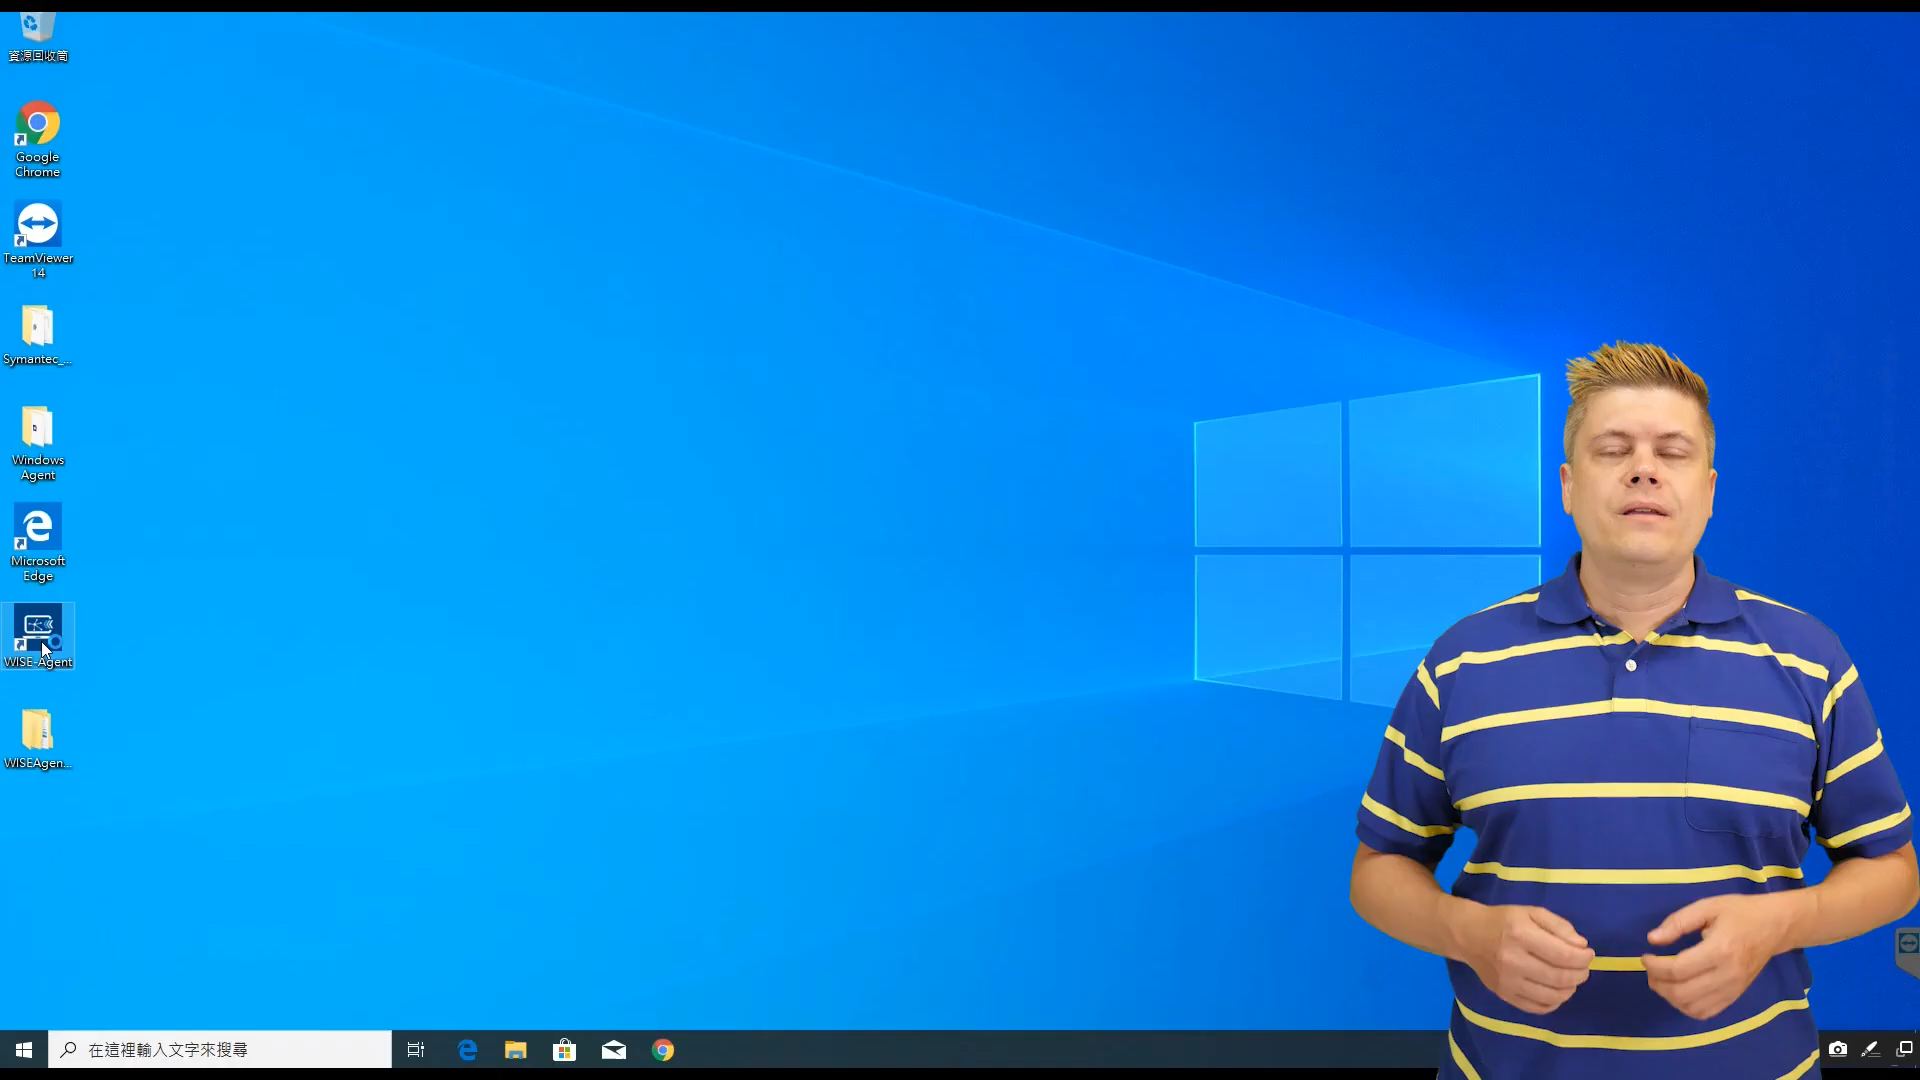 資源回收筒
Google
Chrome
TeamViewer
14
Symantec_...
Windows
Agent
Microsoft
Edge
WISE-Agent
WISEAgen...
在這裡輸入文字來搜尋